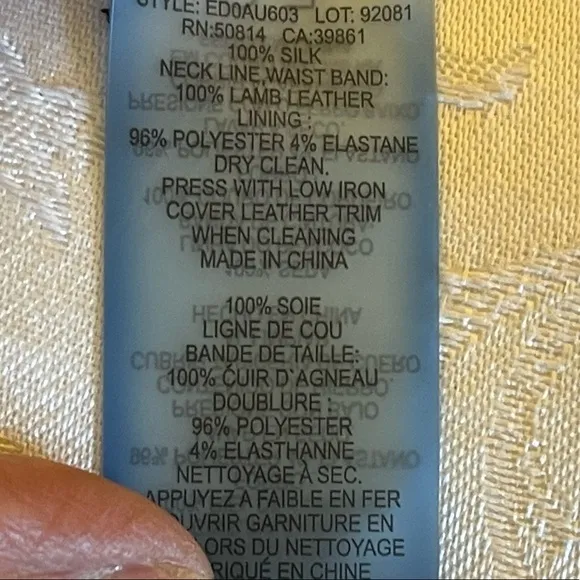 STYLE: ED0AU603 LOT: 92081
RN:50814 CA:39861
100% SILK
NECK LINE,WAIST BAND:
100% LAMB LEATHER
LINING :
96% POLYESTER 4% ELASTANE
DRY CLEAN.
PRESS WITH LOW IRON
COVER LEATHER TRIM
WHEN CLEANING
MADE IN CHINA
100% SOIE
LIGNE DE COU
BANDE DE TAILLE:
100% CUIR D`AGNEAU
DOUBLURE :
96% POLYESTER
4% ELASTHANNE
NETTOYAGE À SEC.
APPUYEZ A FAIBLE EN FER
GARNITURE EN
DU NETTOYAGE
EN CHINE